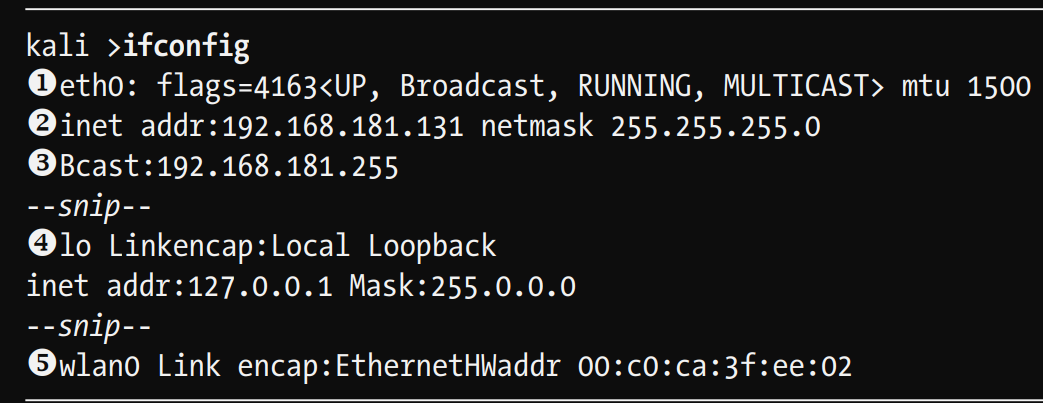 kali >ifconfig
❶eth0: flags=4163<UP, Broadcast, RUNNING, MULTICAST> mtu 1500
❷inet addr:192.168.181.131 netmask 255.255.255.0
❸Bcast:192.168.181.255
--snip--
❹lo Linkencap:Local Loopback
inet addr:127.0.0.1 Mask:255.0.0.0
--snip--
❺wlan0 Link encap:EthernetHWaddr 00:c0:ca:3f:ee:02